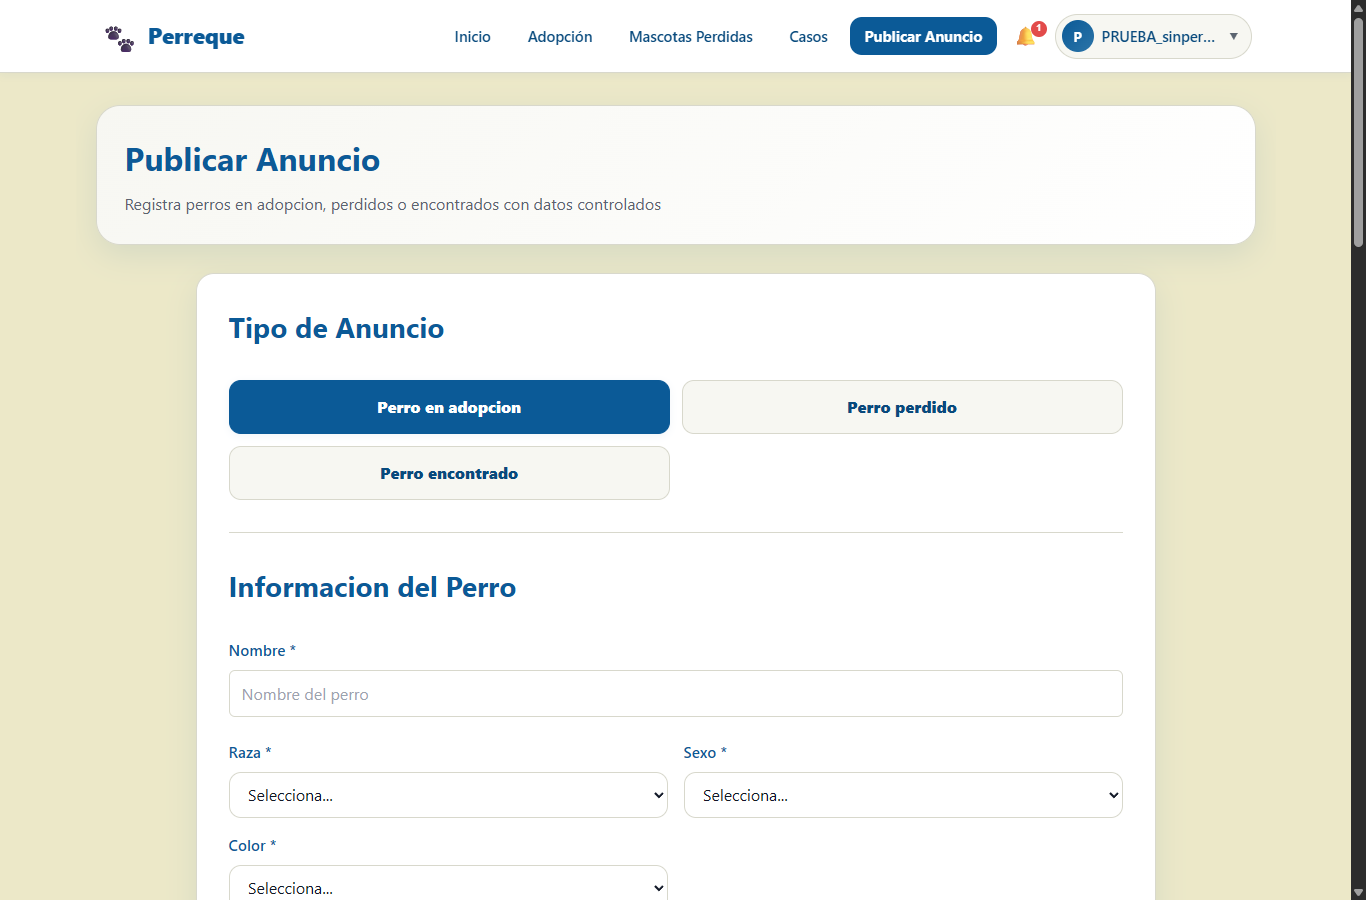 Perreque
Inicio
Adopción
Mascotas Perdidas
Casos
Publicar Anuncio
1
P
PRUEBA_sinper...
Publicar Anuncio
Registra perros en adopcion, perdidos o encontrados con datos controlados
Tipo de Anuncio
Perro en adopcion
Perro perdido
Perro encontrado
Informacion del Perro
Nombre *
Nombre del perro
Raza *
Sexo *
Selecciona...
Selecciona...
Color *
Selecciona...